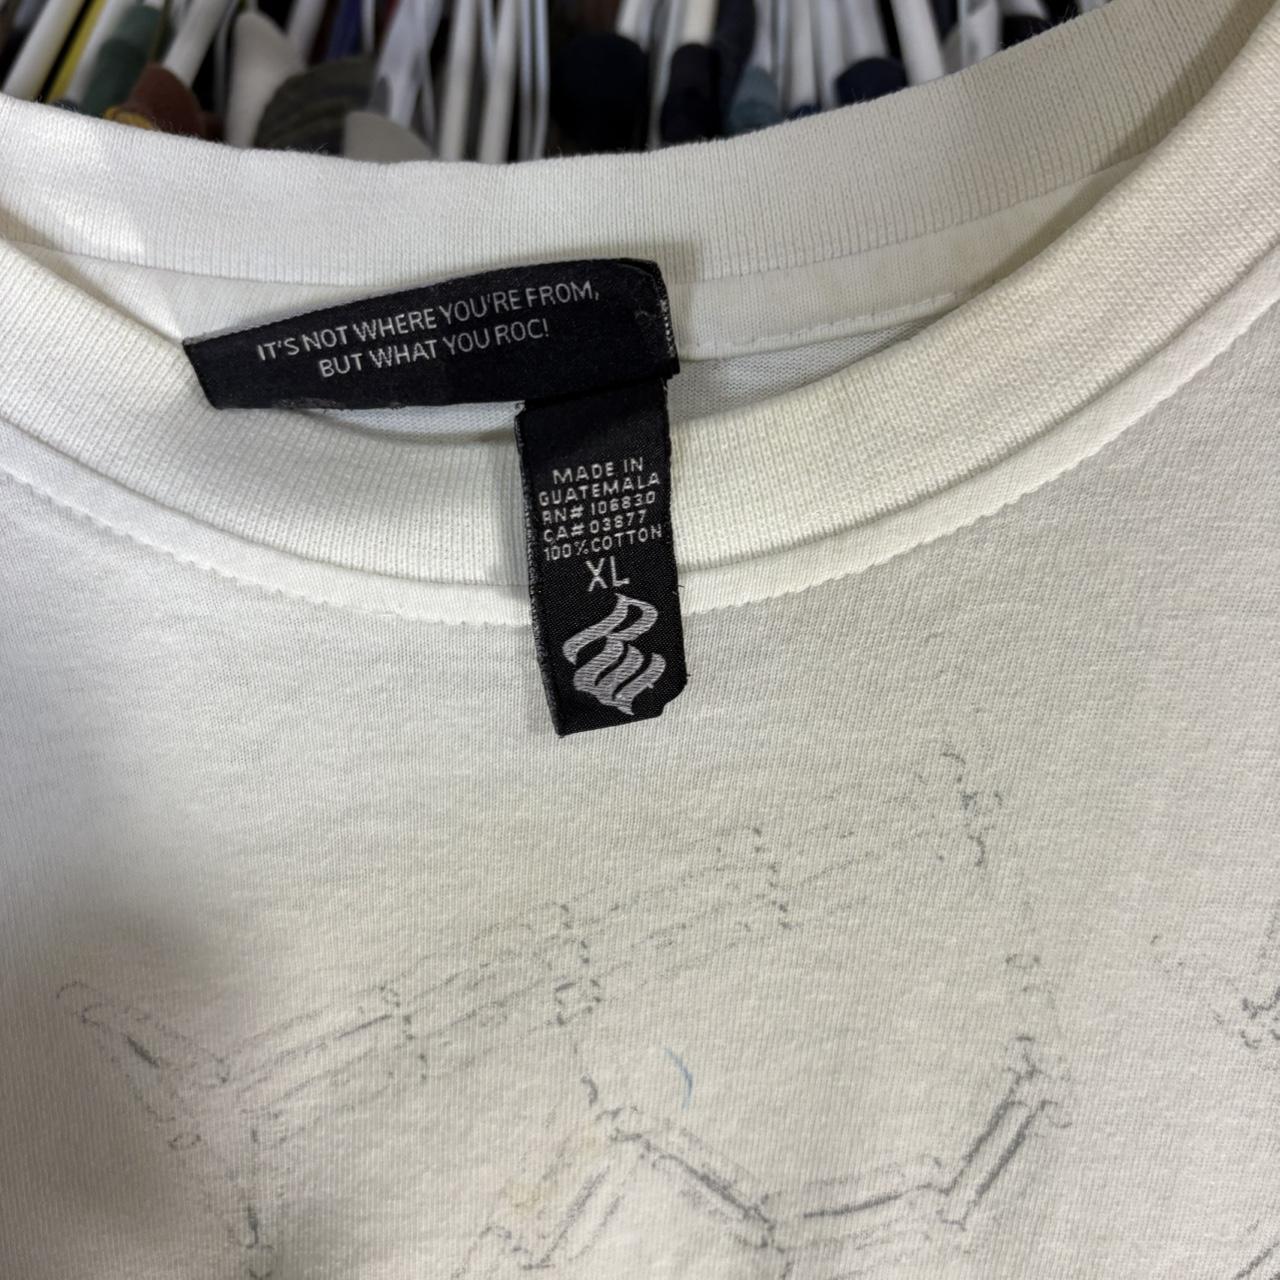 IT'S NOT WHERE YOU'RE FROM,
BUT WHAT YOU ROC!
MADE IN
GUATEMALA
RN# 106830
CA# 03877
100% COTTON
XL